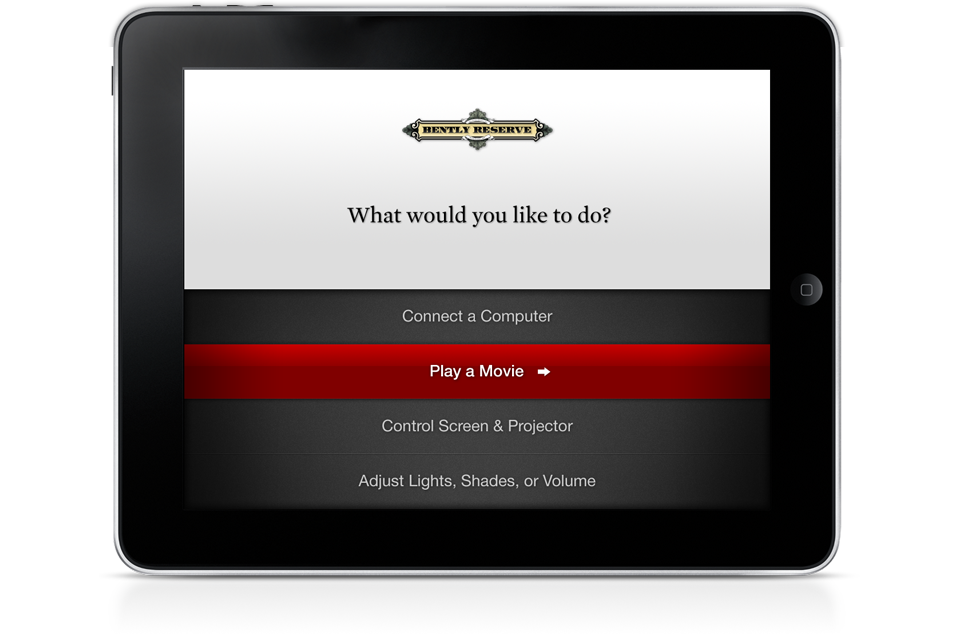 BENTLY RESERVE
What would you like to do?
Connect a Computer
Play a Movie
Control Screen & Projector
Adjust Lights, Shades, or Volume